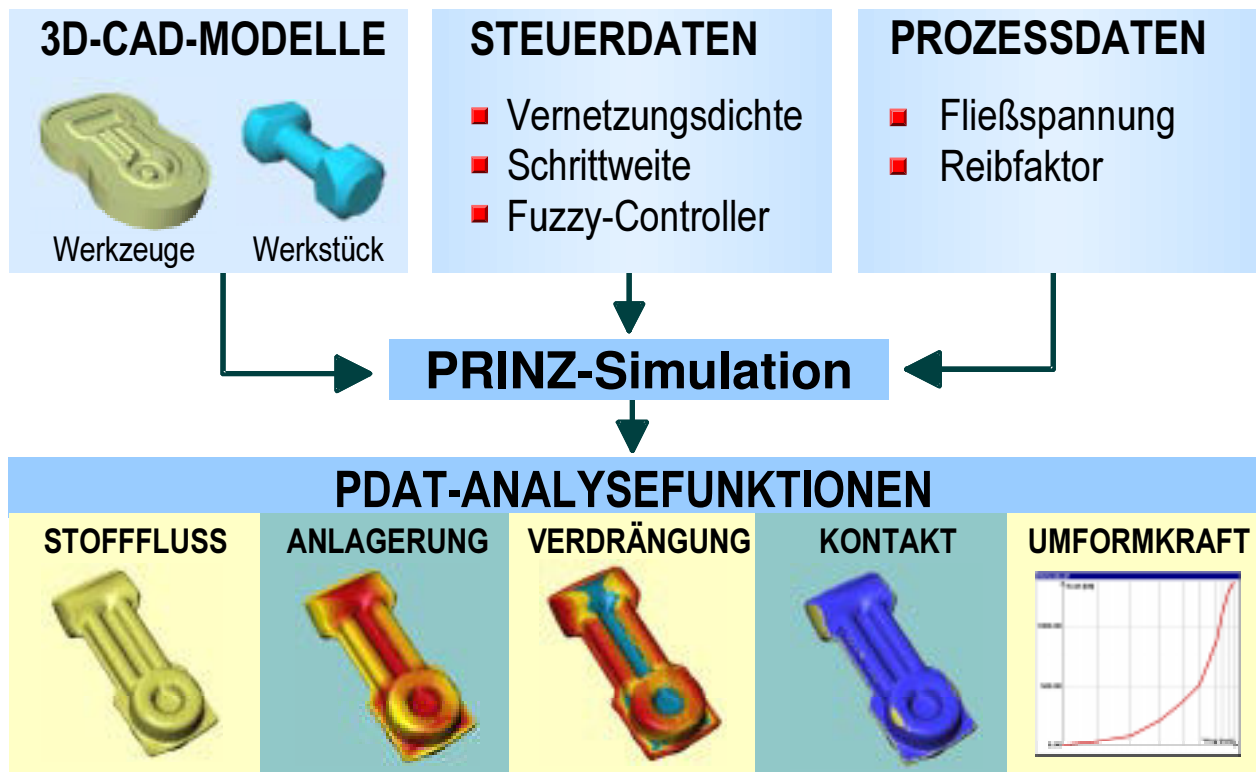 3D-CAD-MODELLE
Werkzeuge
Werkstück
STEUERDATEN
Vernetzungsdichte
Schrittweite
Fuzzy-Controller
PROZESSDATEN
Fließspannung
Reibfaktor
PRINZ-Simulation
PDAT-ANALYSEFUNKTIONEN
STOFFFLUSS
ANLAGERUNG
VERDRÄNGUNG
KONTAKT
UMFORMKRAFT